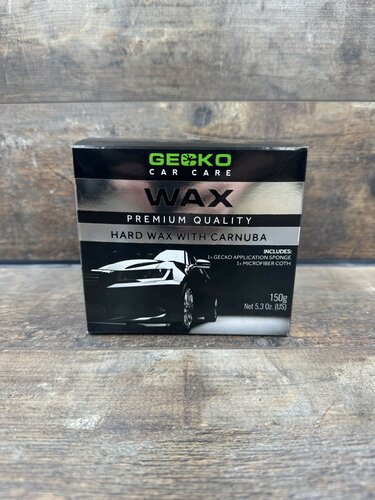 GECKO
CAR CARE
WAX
PREMIUM QUALITY
HARD WAX WITH CARNUBA
INCLUDES:
1x GECKO APPLICATION SPONGE
1x MICROFIBER COTH
150g
Net 5.3 Oz. (US)